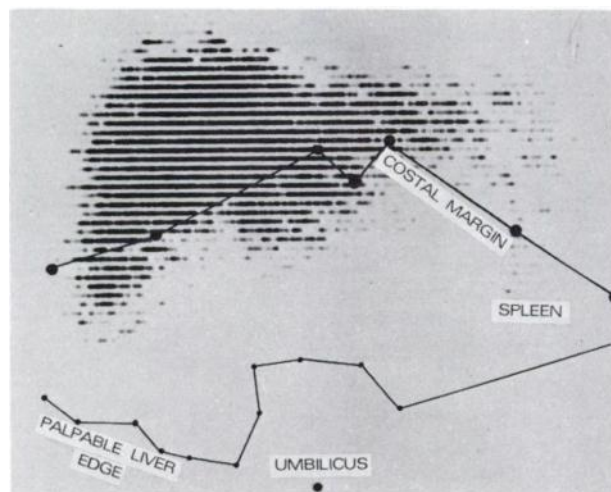 COSTAL MARGIN
SPLEEN
PALPABLE LIVER
EDGE
UMBILICUS